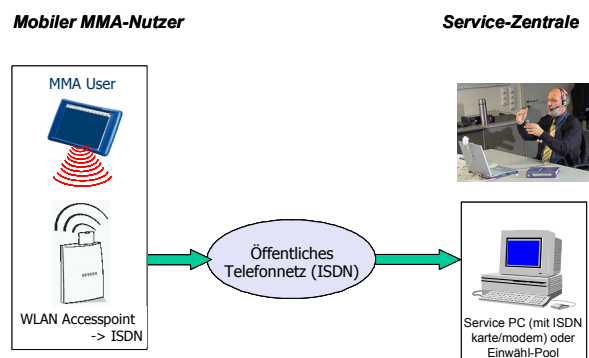 Mobiler MMA-Nutzer
Service-Zentrale
MMA User
WLAN Accesspoint
-> ISDN
Öffentliches
Telefonnetz (ISDN)
Service PC (mit ISDN
karte/modem) oder
Einwähl-Pool